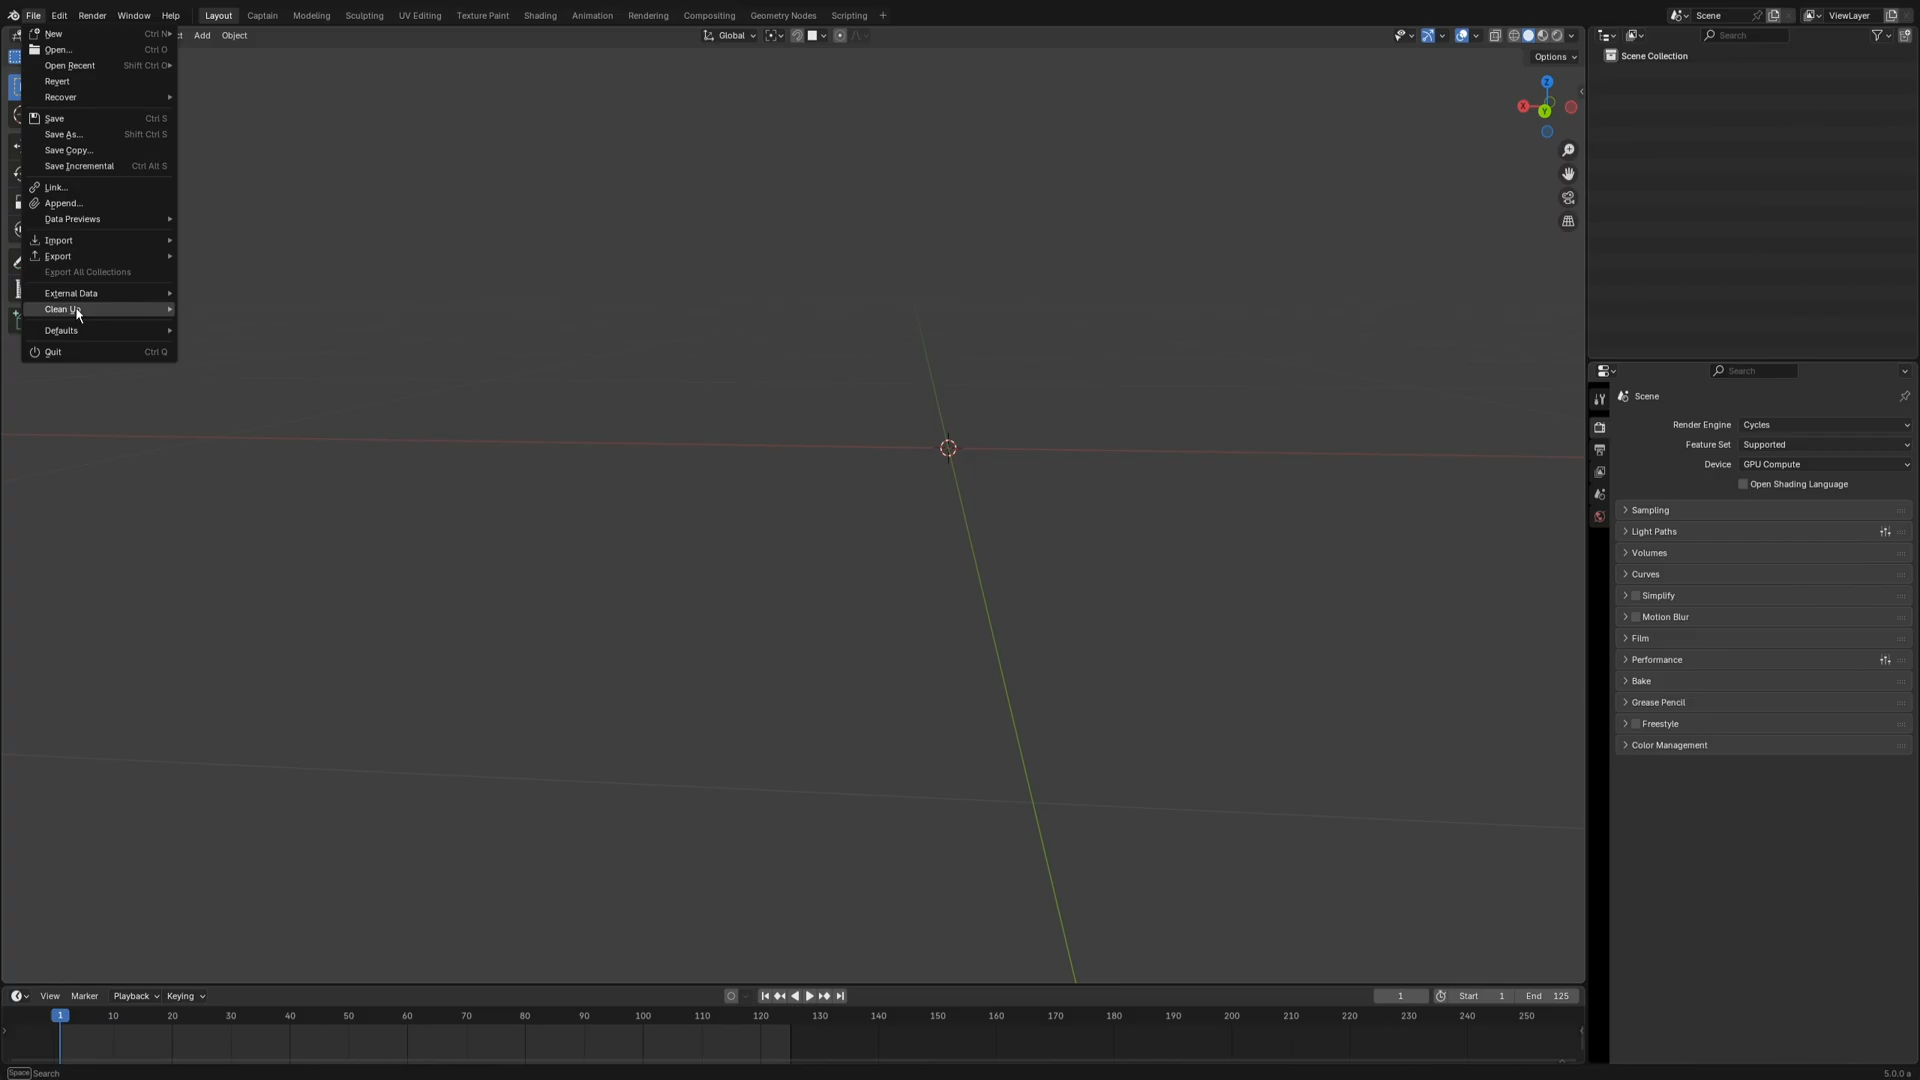 File Edit Render Window Help Layout Captain Modeling Sculpting UV Editing Texture Paint Shading Animation Rendering Compositing Geometry Nodes Scripting + Scene ViewLayer
New Ctrl N
Open... Ctrl O
Open Recent Shift Ctrl O
Revert
Recover
Save Ctrl S
Save As... Shift Ctrl S
Save Copy...
Save Incremental Ctrl Alt S
Link...
Append...
Data Previews
Import
Export
Export All Collections
External Data
Clean
Defaults
Quit Ctrl Q
Add Object Global
Options
Z
X
Y
Search
Scene Collection
Search
Scene
Render Engine Cycles
Feature Set Supported
Device GPU Compute
Open Shading Language
Sampling
Light Paths
Volumes
Curves
Simplify
Motion Blur
Film
Performance
Bake
Grease Pencil
Freestyle
Color Management
View Marker Playback Keying 1 Start 1 End 125
1 10 20 30 40 50 60 70 80 90 100 110 120 130 140 150 160 170 180 190 200 210 220 230 240 250
Space Search 5.0.0 a